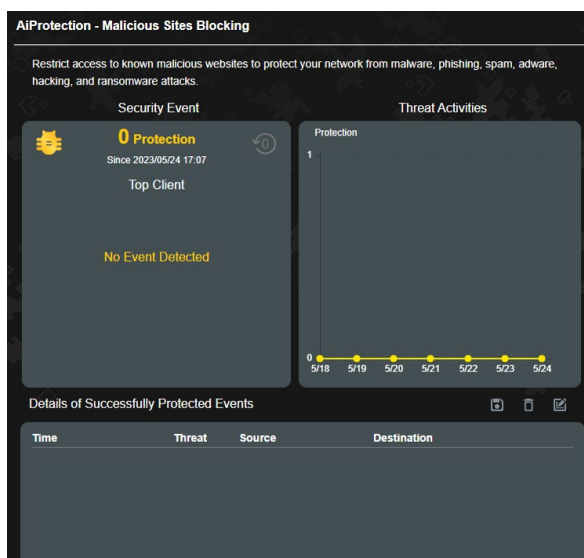 AiProtection - Malicious Sites Blocking
Restrict access to known malicious websites to protect your network from malware, phishing, spam, adware,
hacking, and ransomware attacks.
Security Event
Threat Activities
0 Protection
Since 2023/05/24 17:07
Top Client
No Event Detected
0
Protection
1
0
5/18 5/19 5/20 5/21 5/22 5/23 5/24
Details of Successfully Protected Events
Time Threat Source Destination